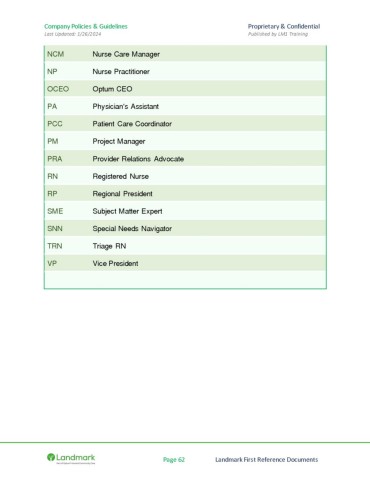 Company Policies & Guidelines Proprietary & Confidential
Last Updated: 1/26/2024 Published by LM1 Training
NCM Nurse Care Manager
NP Nurse Practitioner
OCEO Optum CEO
PA Physician's Assistant
PCC Patient Care Coordinator
PM Project Manager
PRA Provider Relations Advocate
RN Registered Nurse
RP Regional President
SME Subject Matter Expert
SNN Special Needs Navigator
TRN Triage RN
VP Vice President
Landmark
Page 62 Landmark First Reference Documents